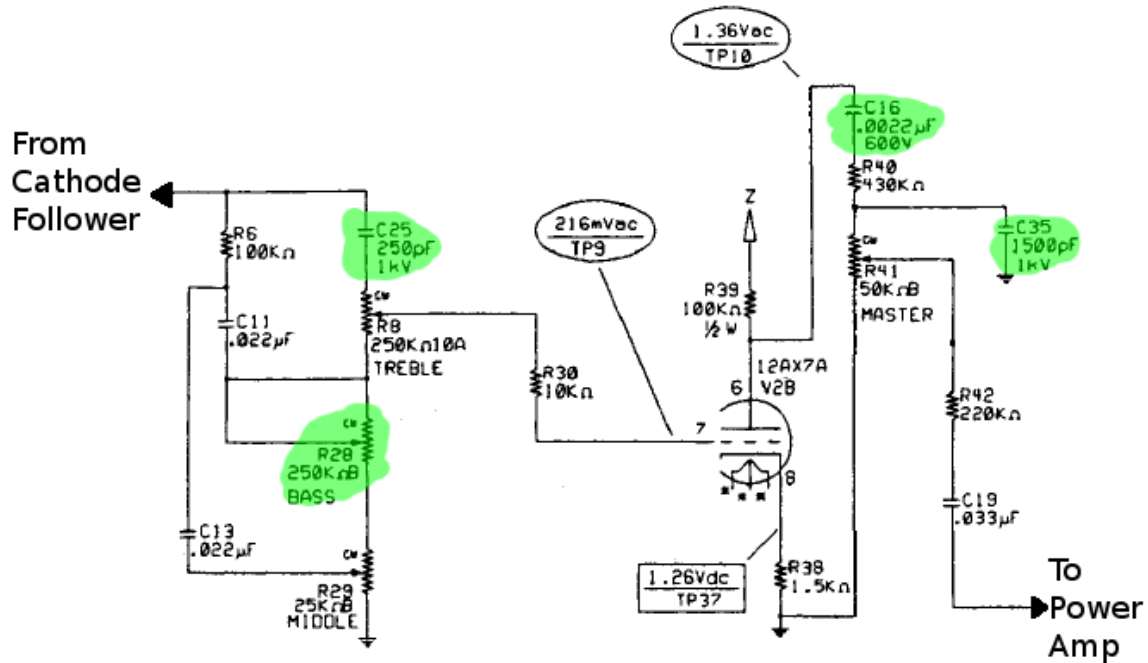 1.36Vac
TP10
C16
.0022µF
600V
R40
430KΩ
From
Cathode
Follower
R6
100KΩ
C25
250pF
1kV
216mVac
TP9
Z
C35
1500pF
1kV
CW
R41
50KΩB
MASTER
R39
100KΩ
½ W
CW
R8
250KΩ10A
TREBLE
C11
.022µF
R30
10KΩ
12AX7A
V2B
6
7
8
R42
220KΩ
CW
R28
250KΩB
BASS
C19
.033µF
C13
.022µF
CW
R29
25KΩB
MIDDLE
1.26Vdc
TP37
R38
1.5KΩ
To
Power
Amp